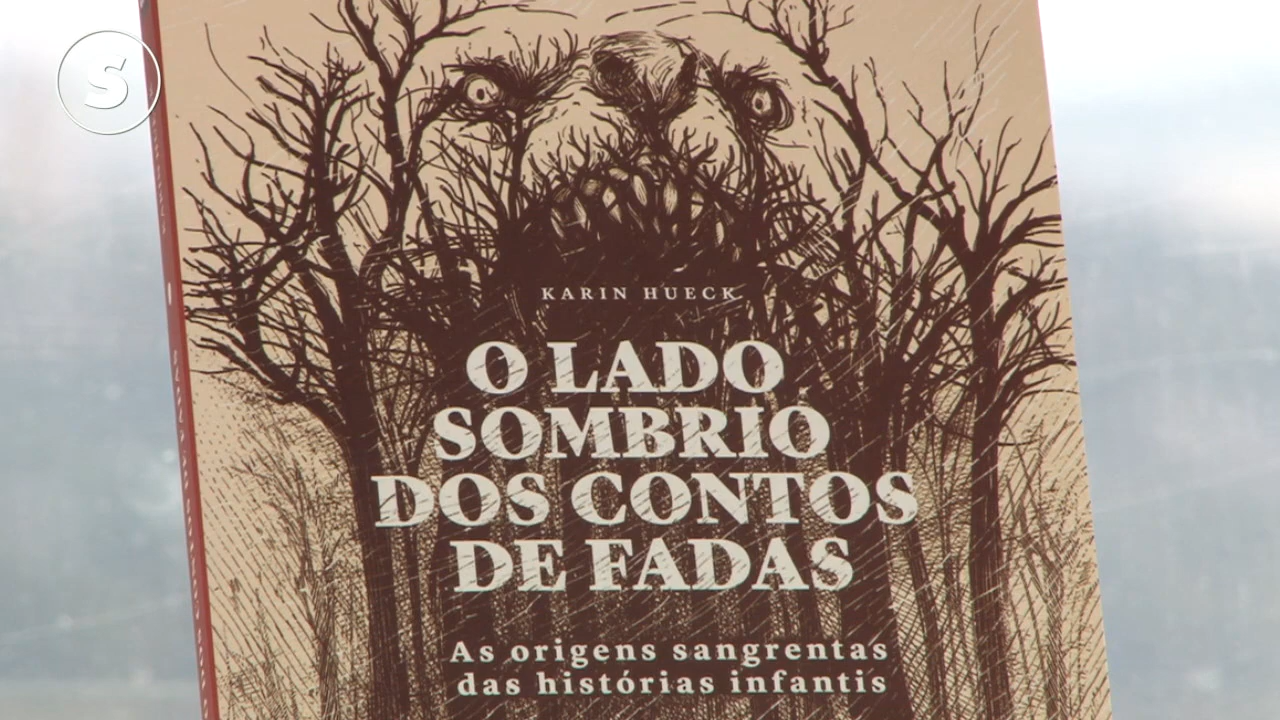 S
KARIN HUECK
O LADO
SOMBRIO
DOS CONTOS
DE FADAS
As origens sangrentas
das histórias infantis